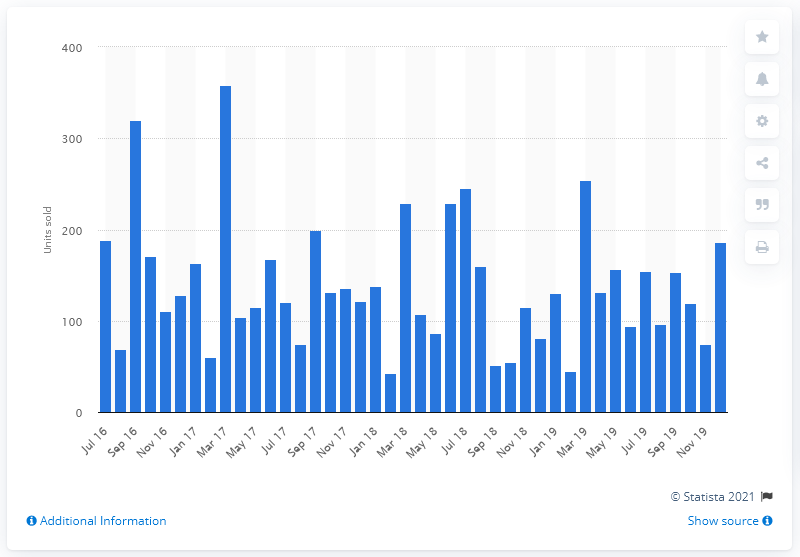 400
300
200
100
0
Units sold
Jul 16
Sep 16
Nov 16
Jan 17
Mar 17
May 17
Jul 17
Sep 17
Nov 17
Jan 18
Mar 18
May 18
Jul 18
Sep 18
Nov 18
Jan 19
Mar 19
May 19
Jul 19
Sep 19
Nov 19
© Statista 2021
Additional Information
Show source